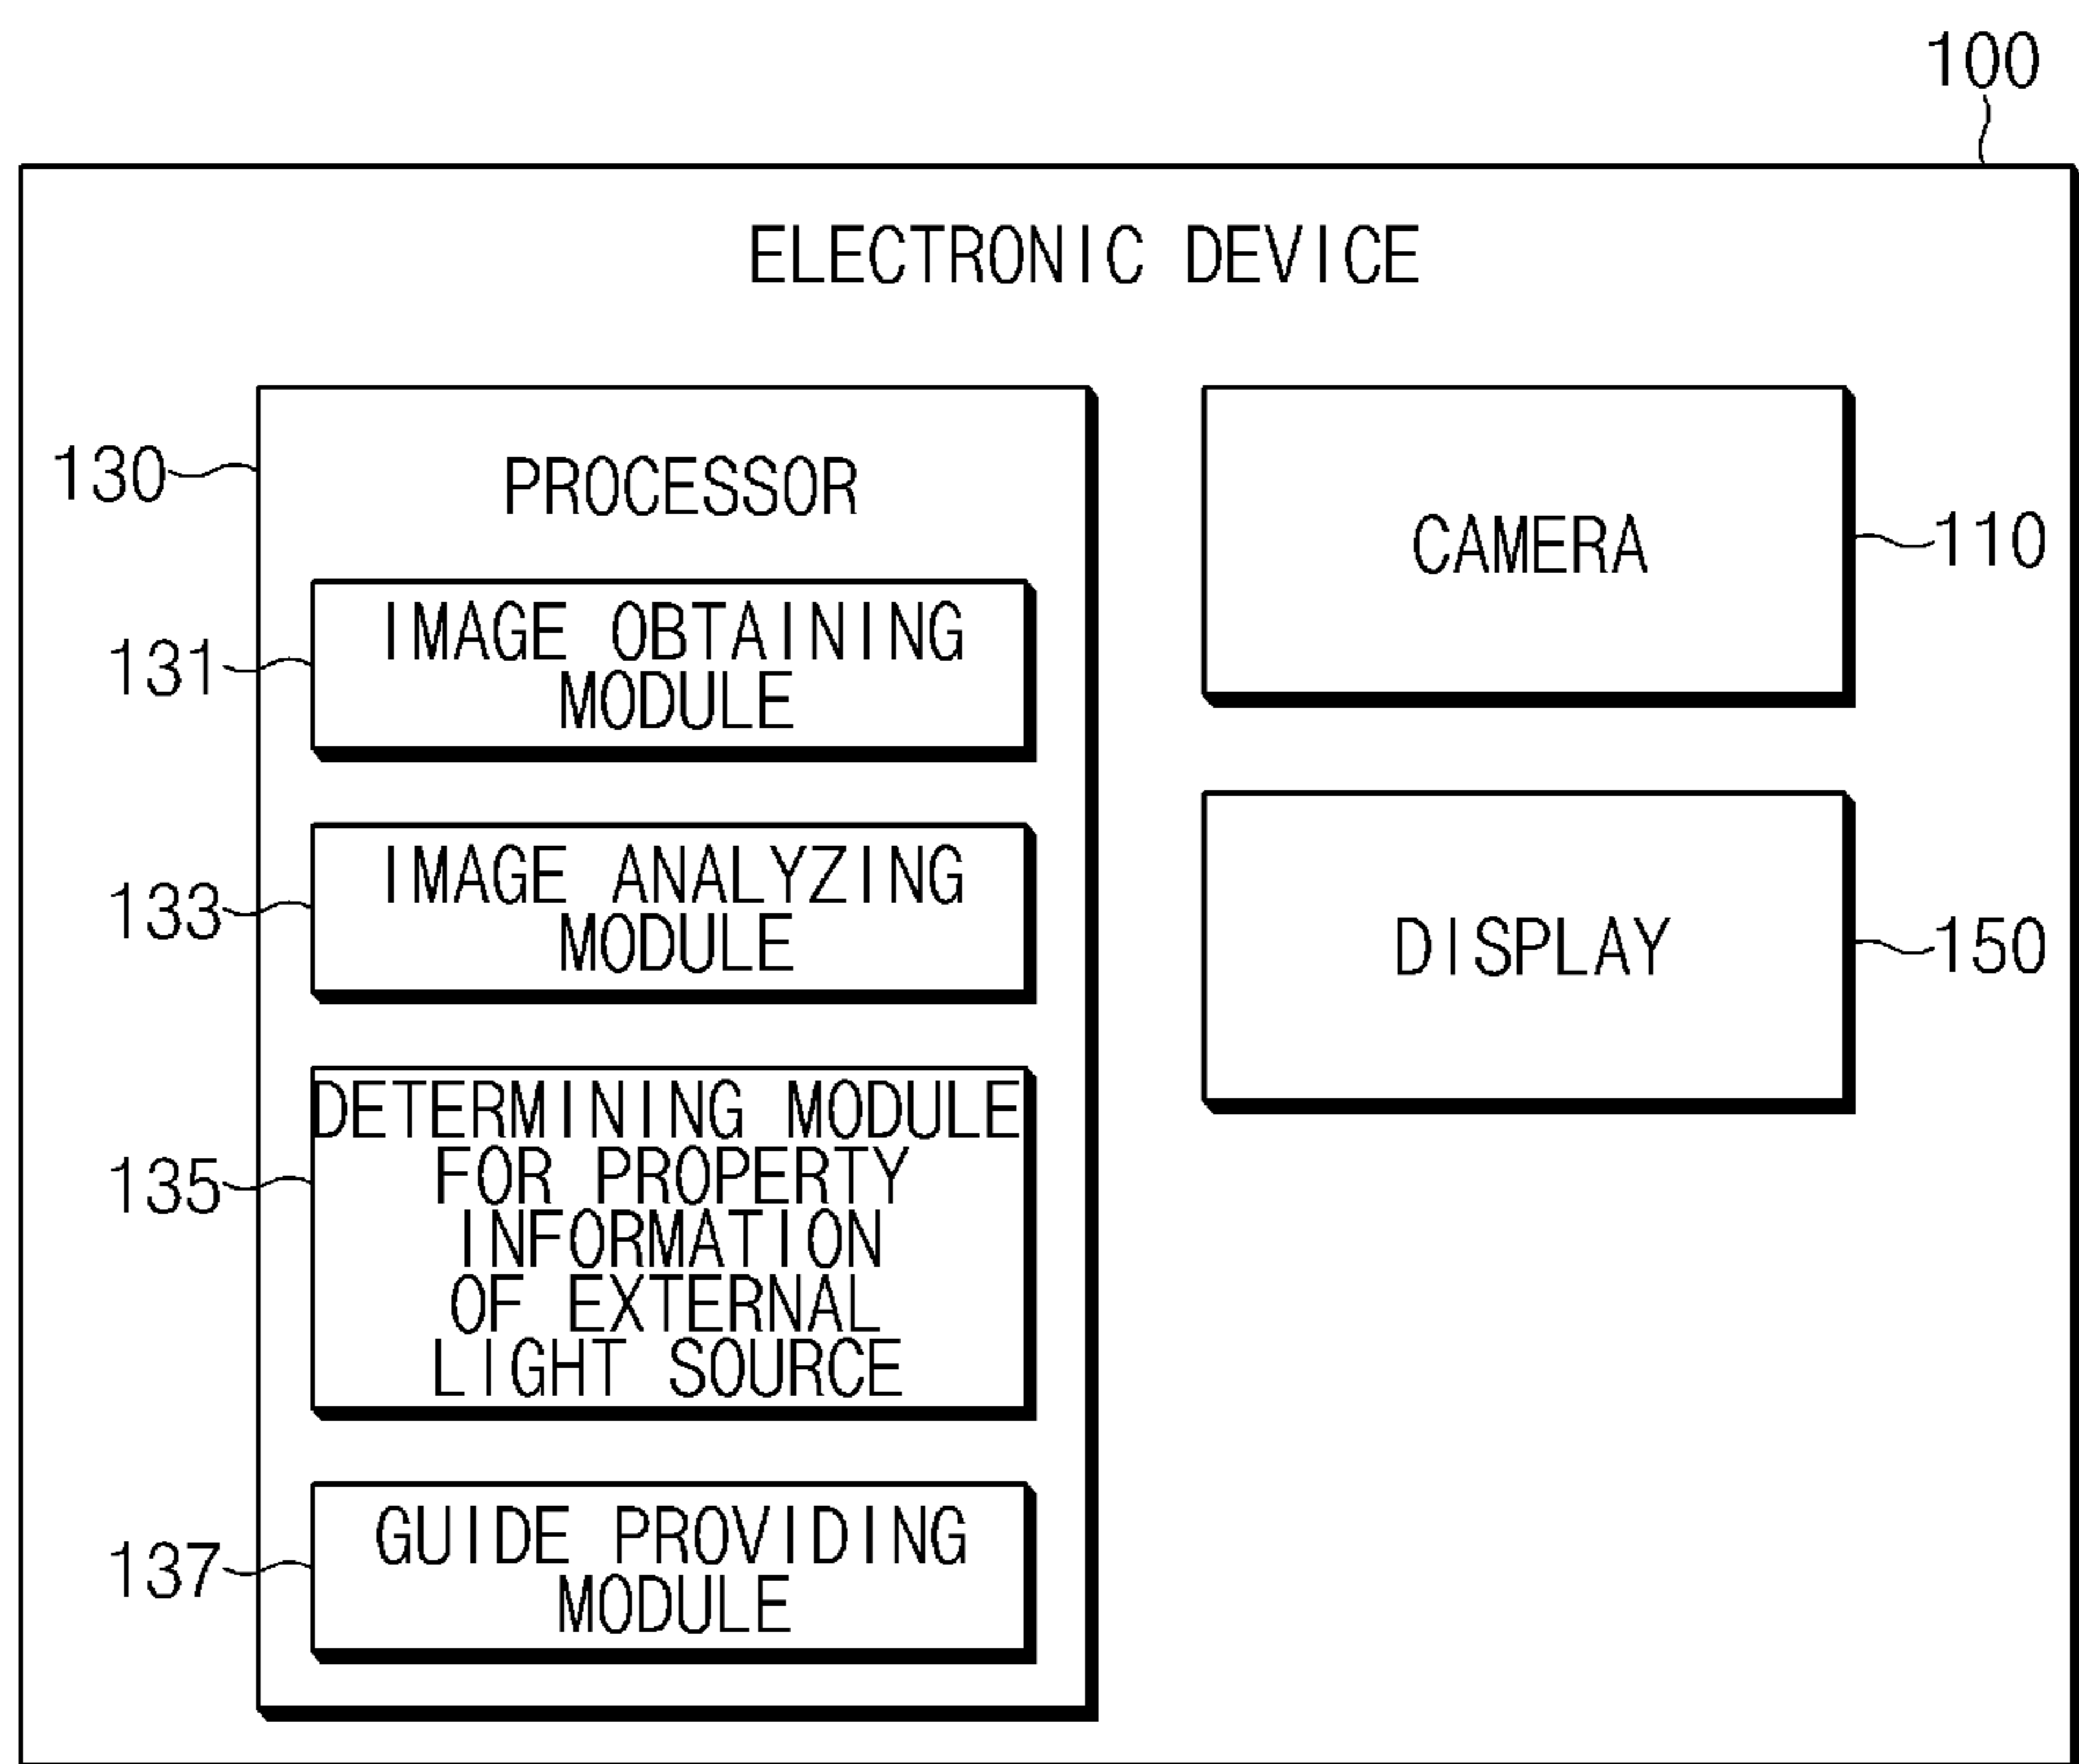 100
ELECTRONIC DEVICE
130
PROCESSOR
131
IMAGE OBTAINING
MODULE
133
IMAGE ANALYZING
MODULE
135
DETERMINING MODULE
FOR PROPERTY
INFORMATION
OF EXTERNAL
LIGHT SOURCE
137
GUIDE PROVIDING
MODULE
CAMERA
110
DISPLAY
150